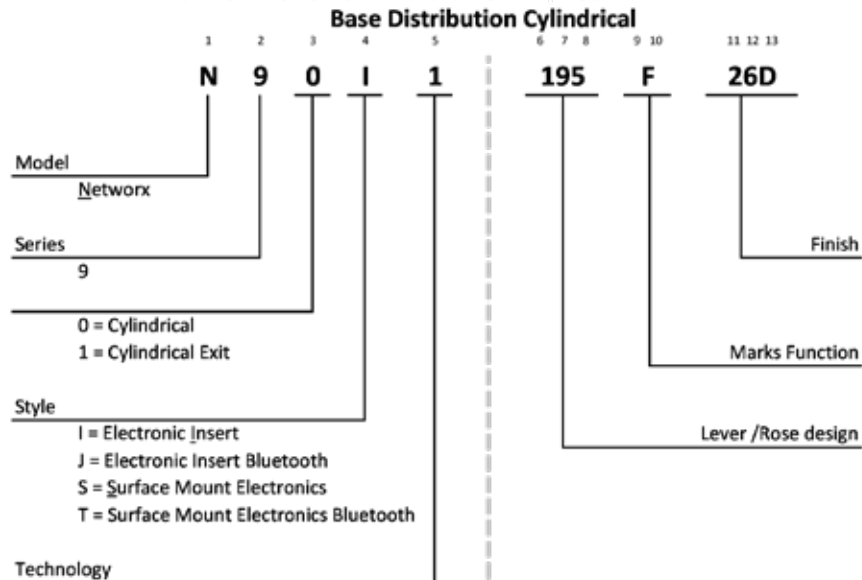 Base Distribution Cylindrical
1 2 3 4 5 6 7 8 9 10 11 12 13
N 9 0 I 1 195 F 26D
Model
Networx
Series
9
Finish
0 = Cylindrical
1 = Cylindrical Exit
Marks Function
Style
I = Electronic Insert
Lever /Rose design
J = Electronic Insert Bluetooth
S = Surface Mount Electronics
T = Surface Mount Electronics Bluetooth
Technology